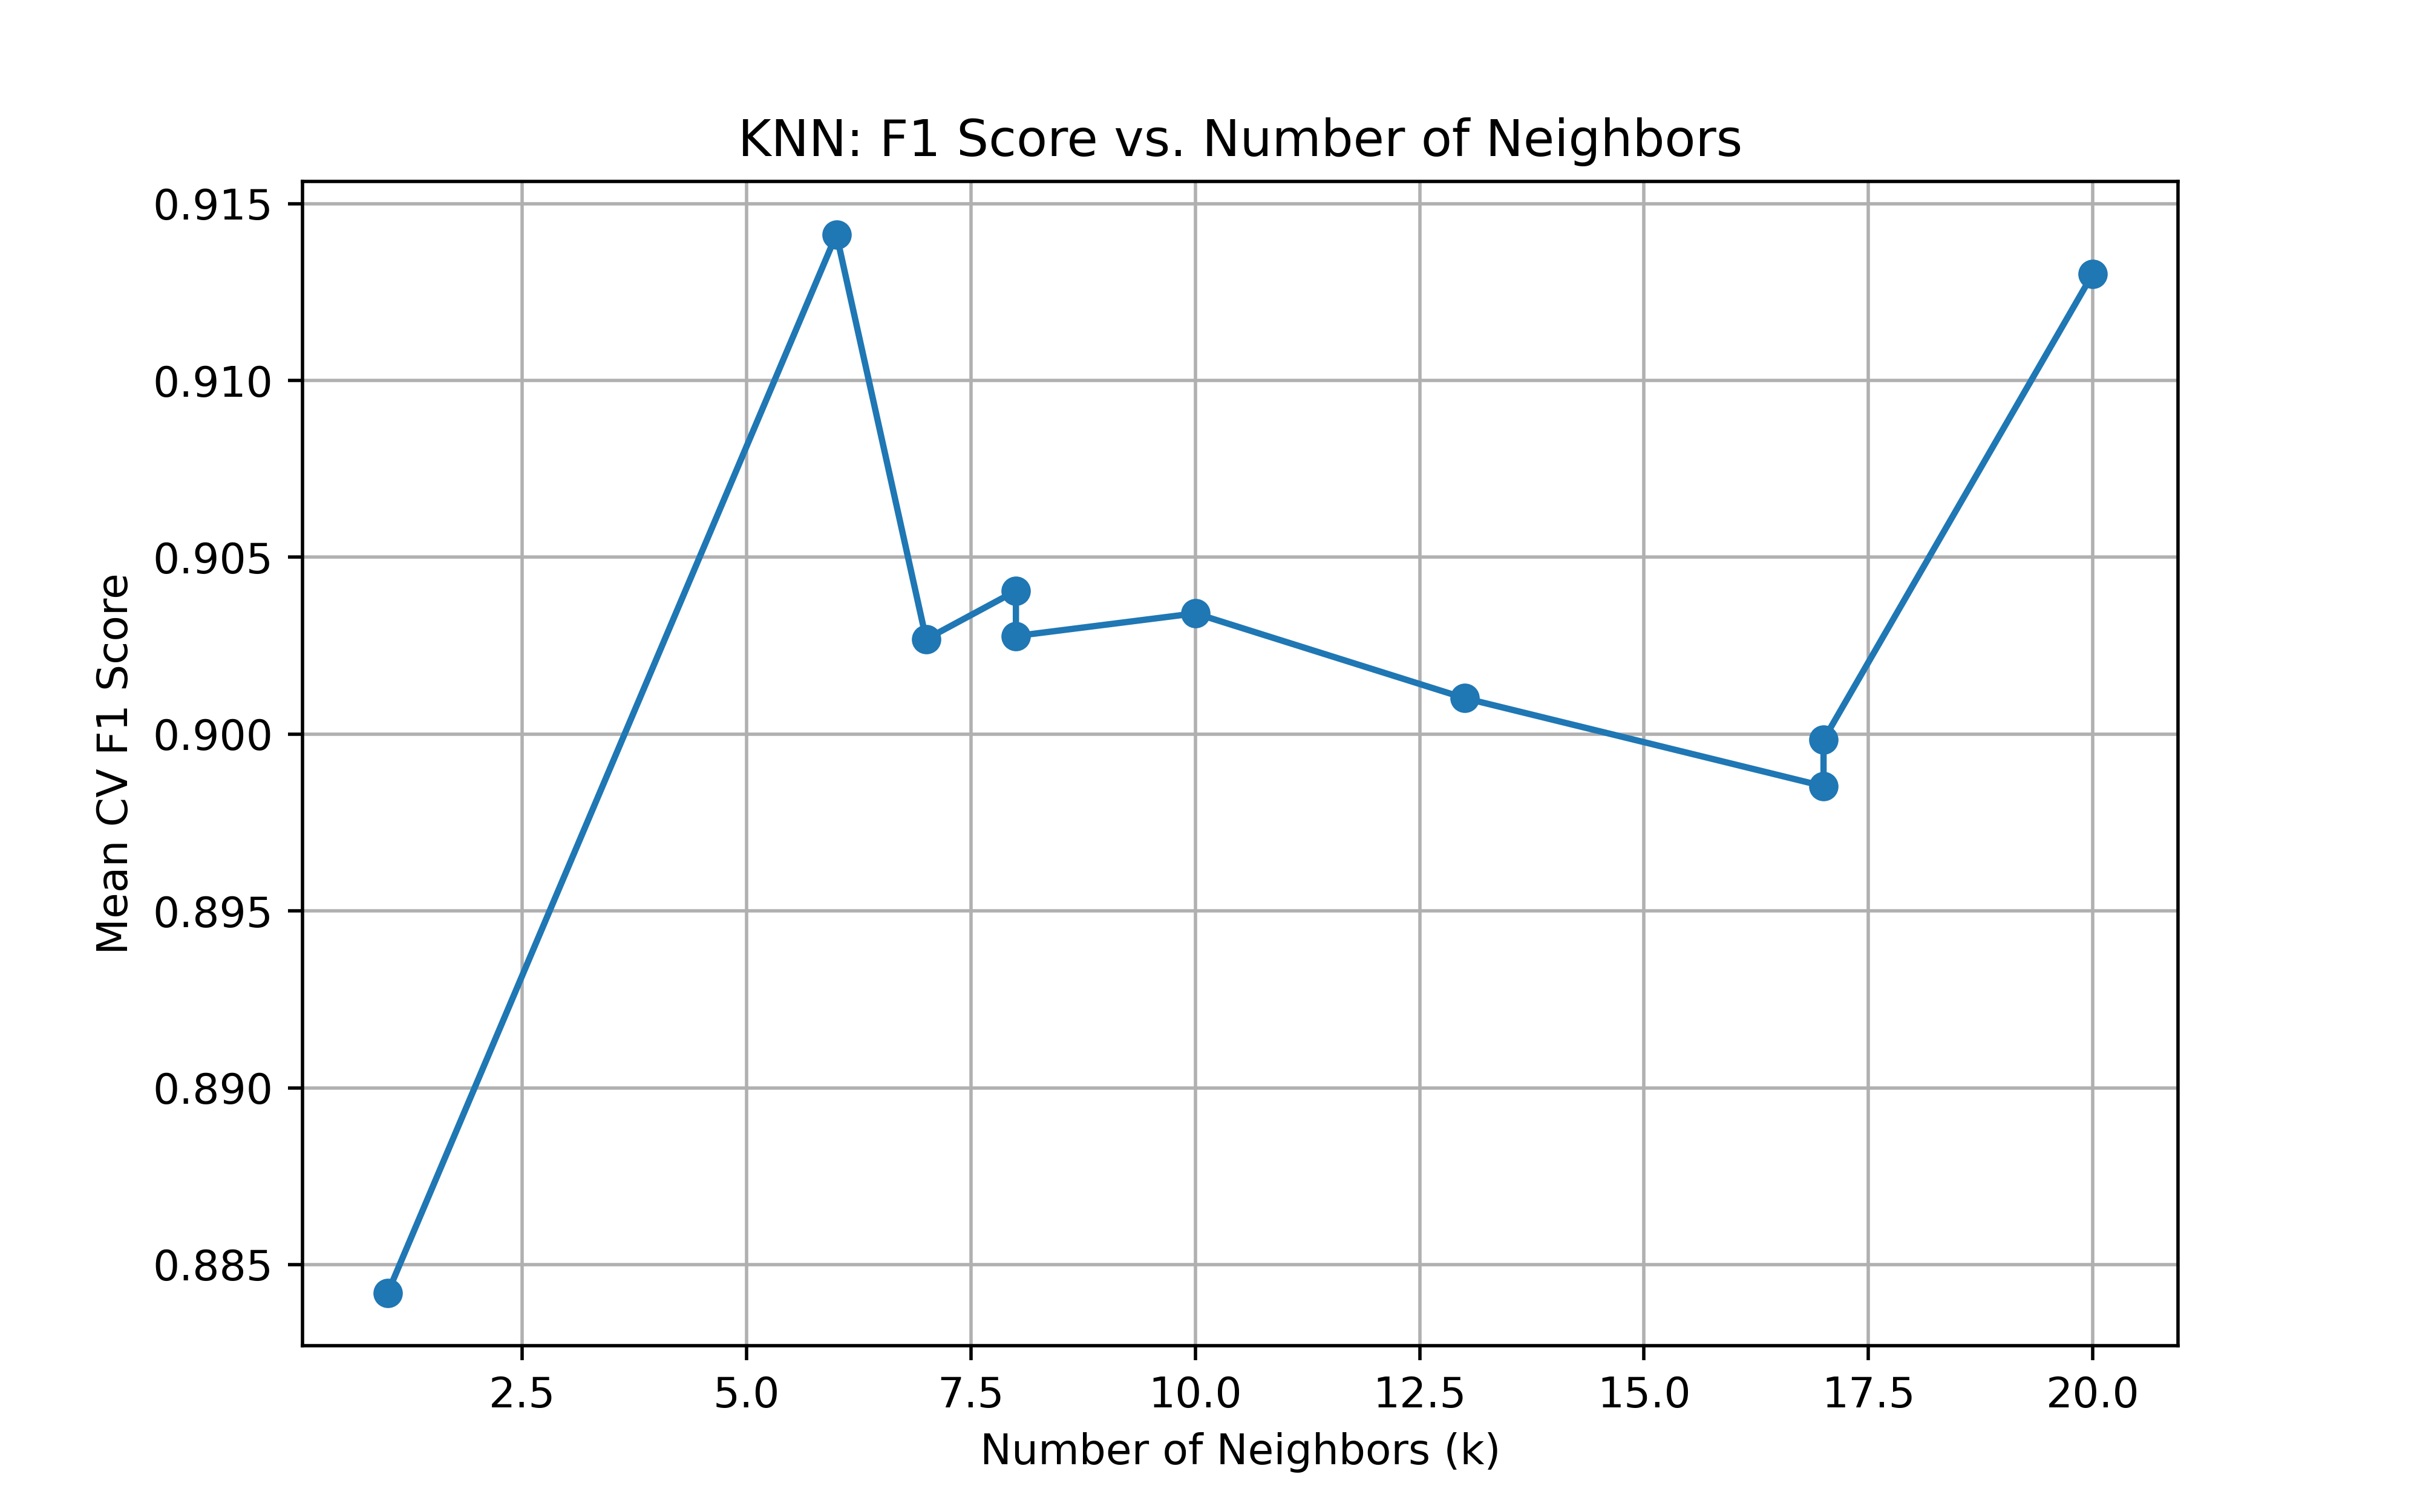 KNN: F1 Score vs. Number of Neighbors
Mean CV F1 Score
0.915
0.910
0.905
0.900
0.895
0.890
0.885
2.5 5.0 7.5 10.0 12.5 15.0 17.5 20.0
Number of Neighbors (k)